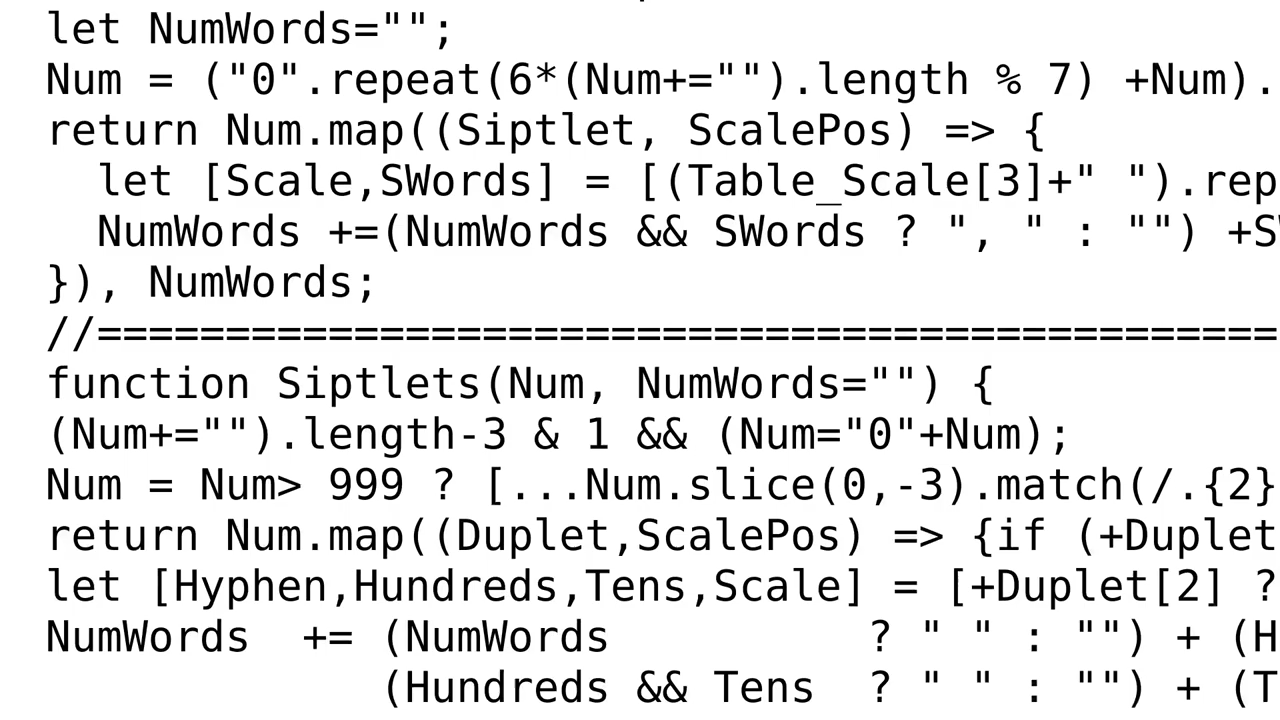 let NumWords="";
Num = ("0".repeat(6*(Num+="").length % 7) +Num).
return Num.map((Siptlet, ScalePos) => {
  let [Scale,SWords] = [(Table_Scale[3]+" ").rep
  NumWords +=(NumWords && SWords ? ", " : "") +S
}), NumWords;
//==============================================
function Siptlets(Num, NumWords="") {
(Num+="").length-3 & 1 && (Num="0"+Num);
Num = Num> 999 ? [...Num.slice(0,-3).match(/.{2}
return Num.map((Duplet,ScalePos) => {if (+Duplet
let [Hyphen,Hundreds,Tens,Scale] = [+Duplet[2] ?
NumWords  += (NumWords          ? " " : "") + (H
             (Hundreds && Tens  ? " " : "") + (T